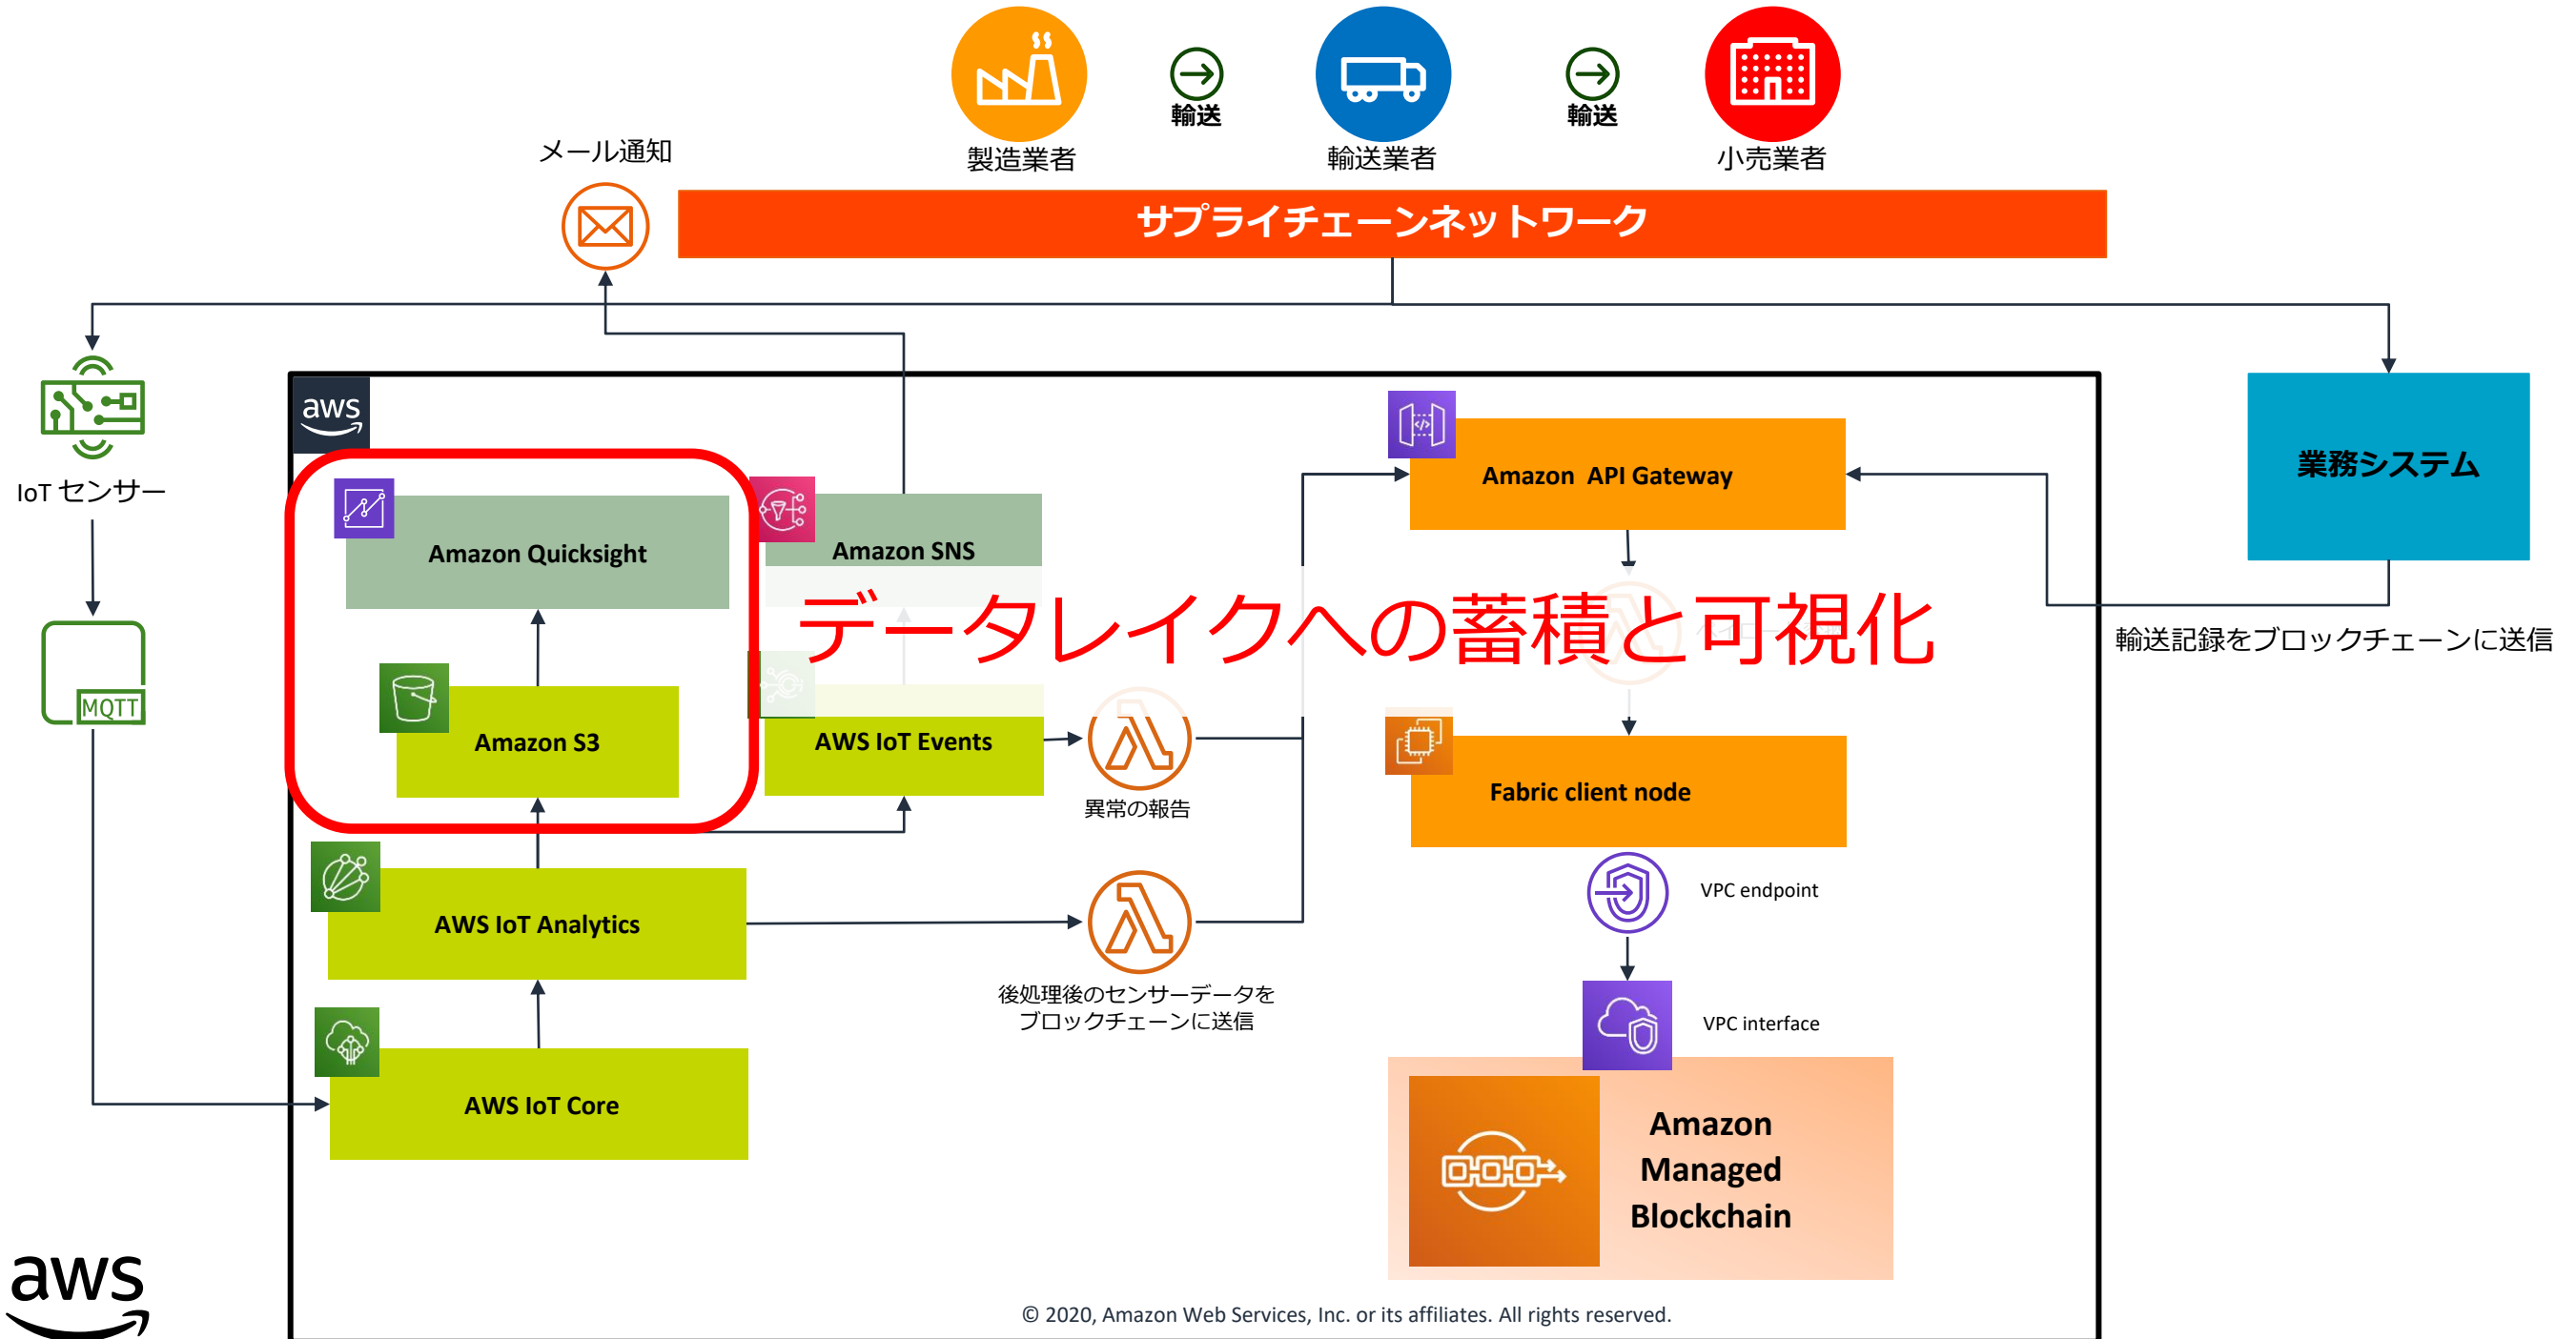 輸送
輸送
製造業者
輸送業者
小売業者
メール通知
サプライチェーンネットワーク
aws
IoT センサー
MQTT
Amazon Quicksight
Amazon SNS
Amazon API Gateway
業務システム
データレイクへの蓄積と可視化
輸送記録をブロックチェーンに送信
Amazon S3
AWS IoT Events
異常の報告
Fabric client node
VPC endpoint
AWS IoT Analytics
後処理後のセンサーデータを
ブロックチェーンに送信
VPC interface
AWS IoT Core
Amazon
Managed
Blockchain
aws
© 2020, Amazon Web Services, Inc. or its affiliates. All rights reserved.